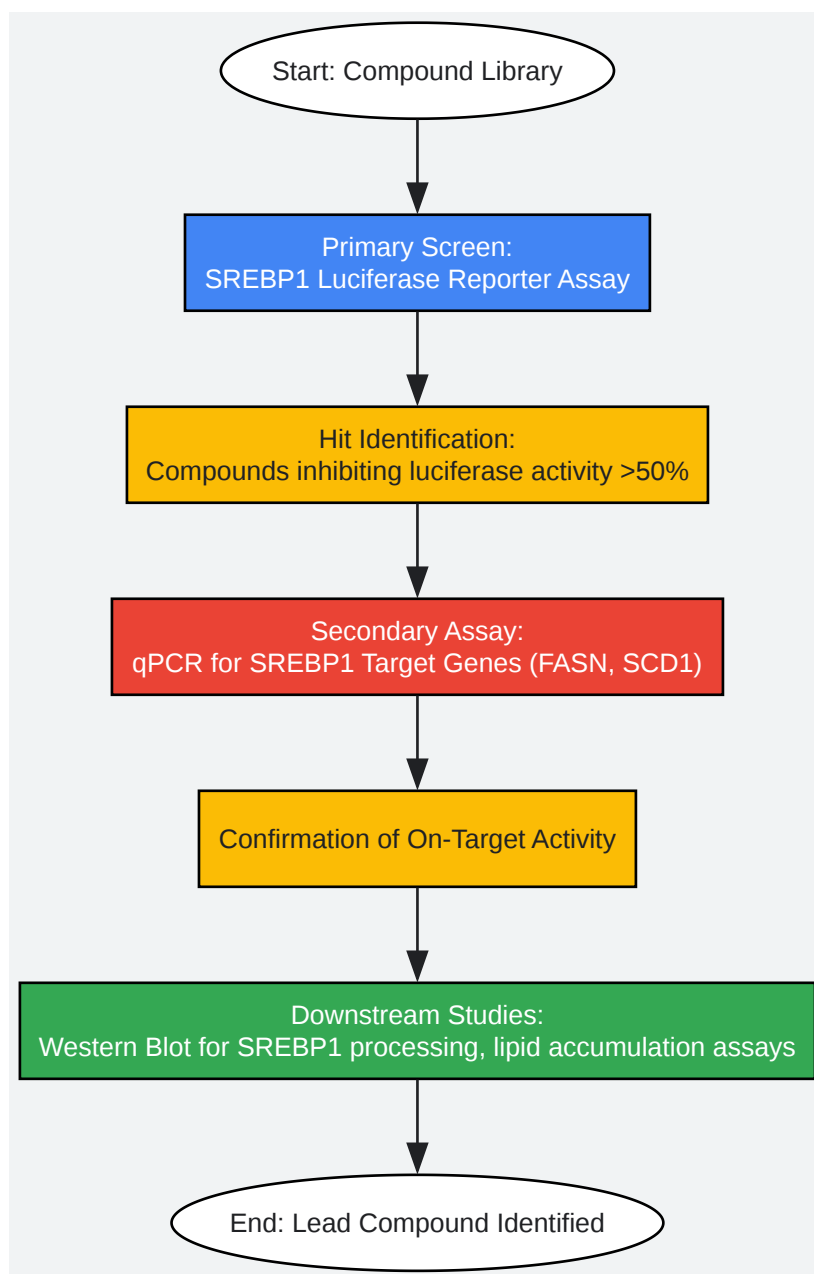 Start: Compound Library
Primary Screen:
SREBP1 Luciferase Reporter Assay
Hit Identification:
Compounds inhibiting luciferase activity >50%
Secondary Assay:
qPCR for SREBP1 Target Genes (FASN, SCD1)
Confirmation of On-Target Activity
Downstream Studies:
Western Blot for SREBP1 processing, lipid accumulation assays
End: Lead Compound Identified